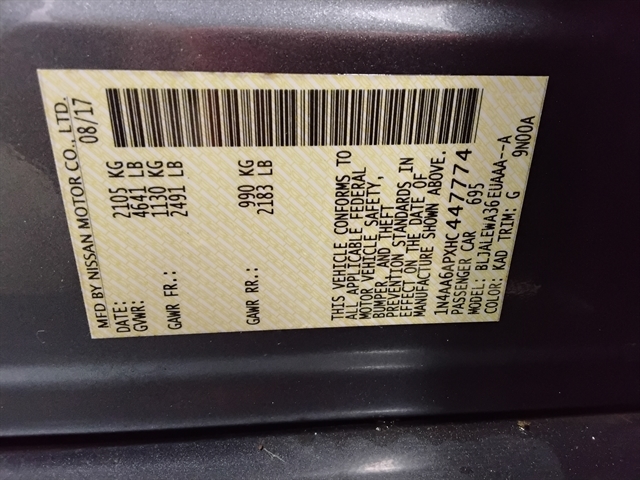 MFD BY NISSAN MOTOR CO., LTD.
DATE: 08/17
GVWR: 2105 KG
4641 LB
GAWR FR.: 1130 KG
2491 LB
GAWR RR.: 990 KG
2183 LB
THIS VEHICLE CONFORMS TO
ALL APPLICABLE FEDERAL
MOTOR VEHICLE SAFETY,
BUMPER, AND THEFT
PREVENTION STANDARDS IN
EFFECT ON THE DATE OF
MANUFACTURE SHOWN ABOVE.
1N4AA6APXHC447774
PASSENGER CAR 695
MODEL: BLJALEWA36EUAAA--A
COLOR: KAD TRIM: G 9N00A